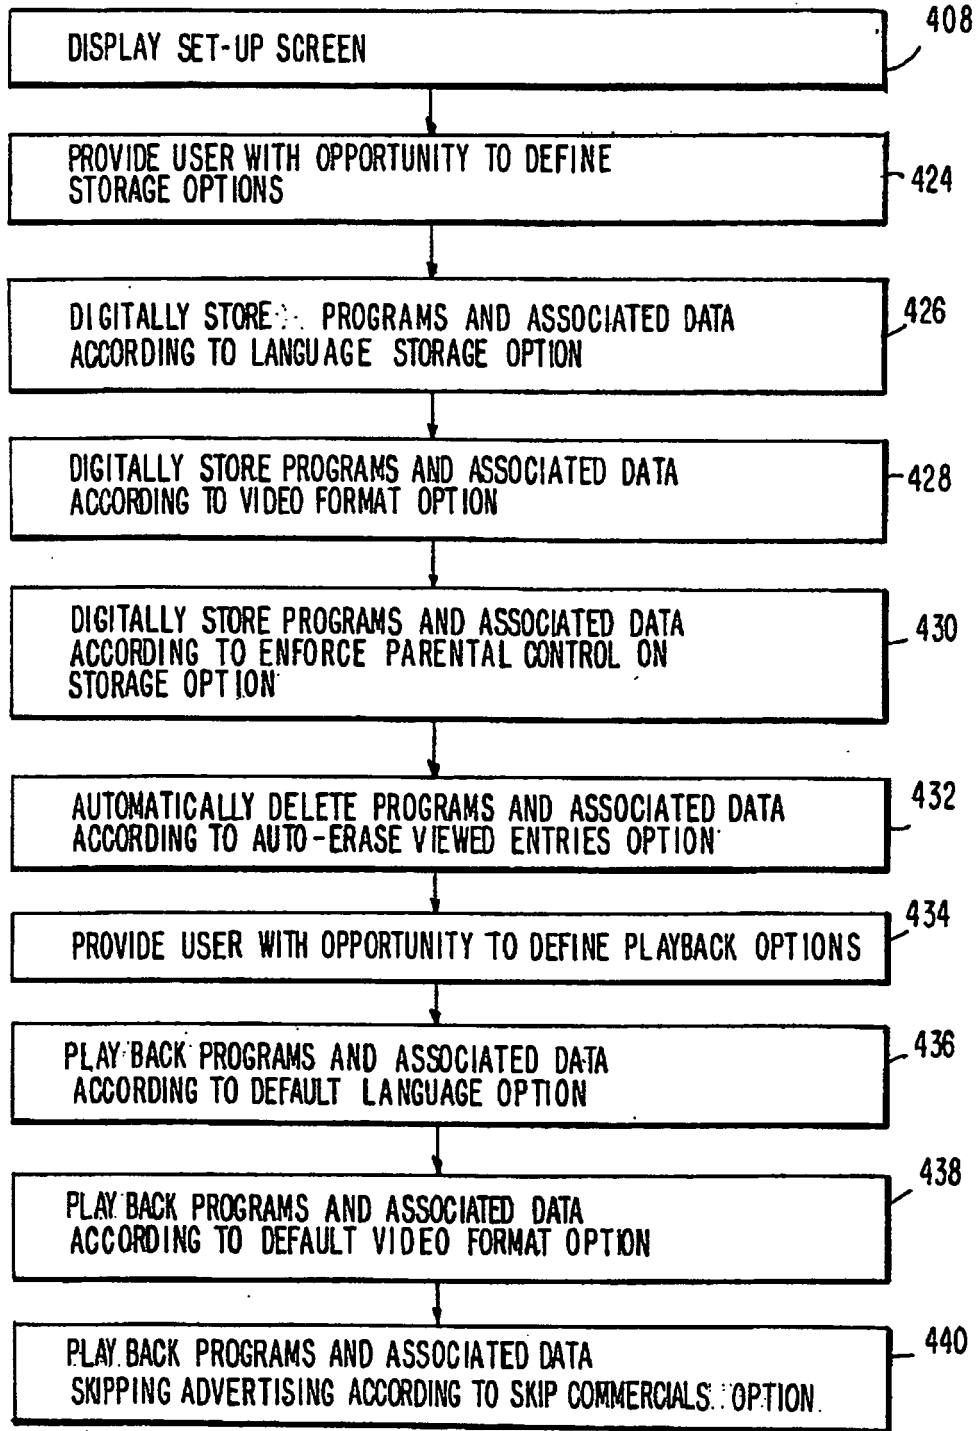 DISPLAY SET-UP SCREEN
408
PROVIDE USER WITH OPPORTUNITY TO DEFINE
STORAGE OPTIONS
424
DIGITALLY STORE PROGRAMS AND ASSOCIATED DATA
ACCORDING TO LANGUAGE STORAGE OPTION
426
DIGITALLY STORE PROGRAMS AND ASSOCIATED DATA
ACCORDING TO VIDEO FORMAT OPTION
428
DIGITALLY STORE PROGRAMS AND ASSOCIATED DATA
ACCORDING TO ENFORCE PARENTAL CONTROL ON
STORAGE OPTION
430
AUTOMATICALLY DELETE PROGRAMS AND ASSOCIATED DATA
ACCORDING TO AUTO-ERASE VIEWED ENTRIES OPTION
432
PROVIDE USER WITH OPPORTUNITY TO DEFINE PLAYBACK OPTIONS
434
PLAY BACK PROGRAMS AND ASSOCIATED DATA
ACCORDING TO DEFAULT LANGUAGE OPTION
436
PLAY BACK PROGRAMS AND ASSOCIATED DATA
ACCORDING TO DEFAULT VIDEO FORMAT OPTION
438
PLAY BACK PROGRAMS AND ASSOCIATED DATA
SKIPPING ADVERTISING ACCORDING TO SKIP COMMERCIALS OPTION
440